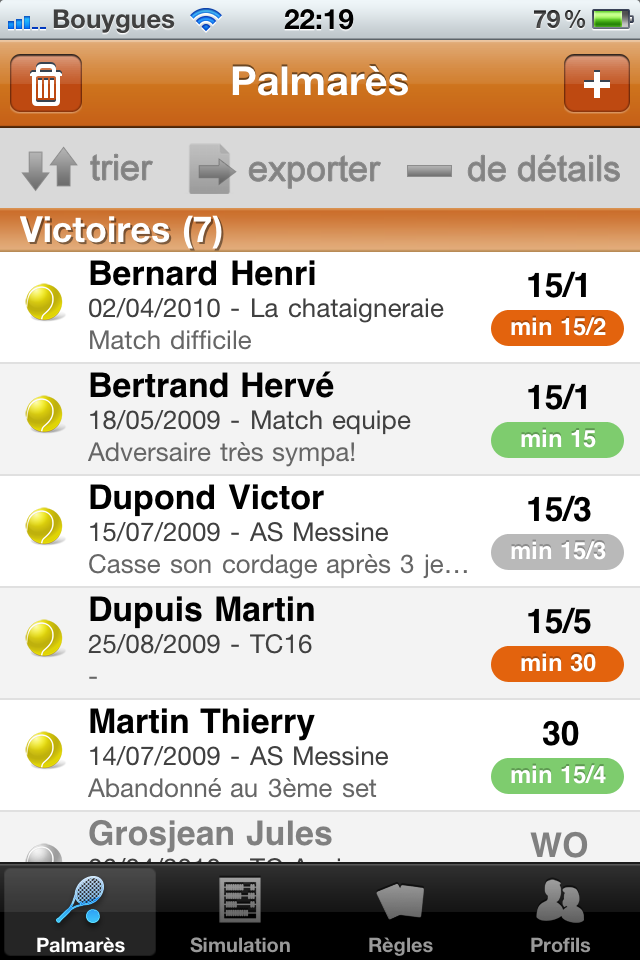 Bouygues 22:19 79 %
Palmarès
trier exporter de détails
Victoires (7)
Bernard Henri
15/1
02/04/2010 - La chataigneraie
min 15/2
Match difficile
Bertrand Hervé
15/1
18/05/2009 - Match equipe
min 15
Adversaire très sympa!
Dupond Victor
15/3
15/07/2009 - AS Messine
min 15/3
Casse son cordage après 3 je...
Dupuis Martin
15/5
25/08/2009 - TC16
min 30
-
Martin Thierry
30
14/07/2009 - AS Messine
min 15/4
Abandonné au 3ème set
Grosjean Jules
WO
Palmarès Simulation Règles Profils